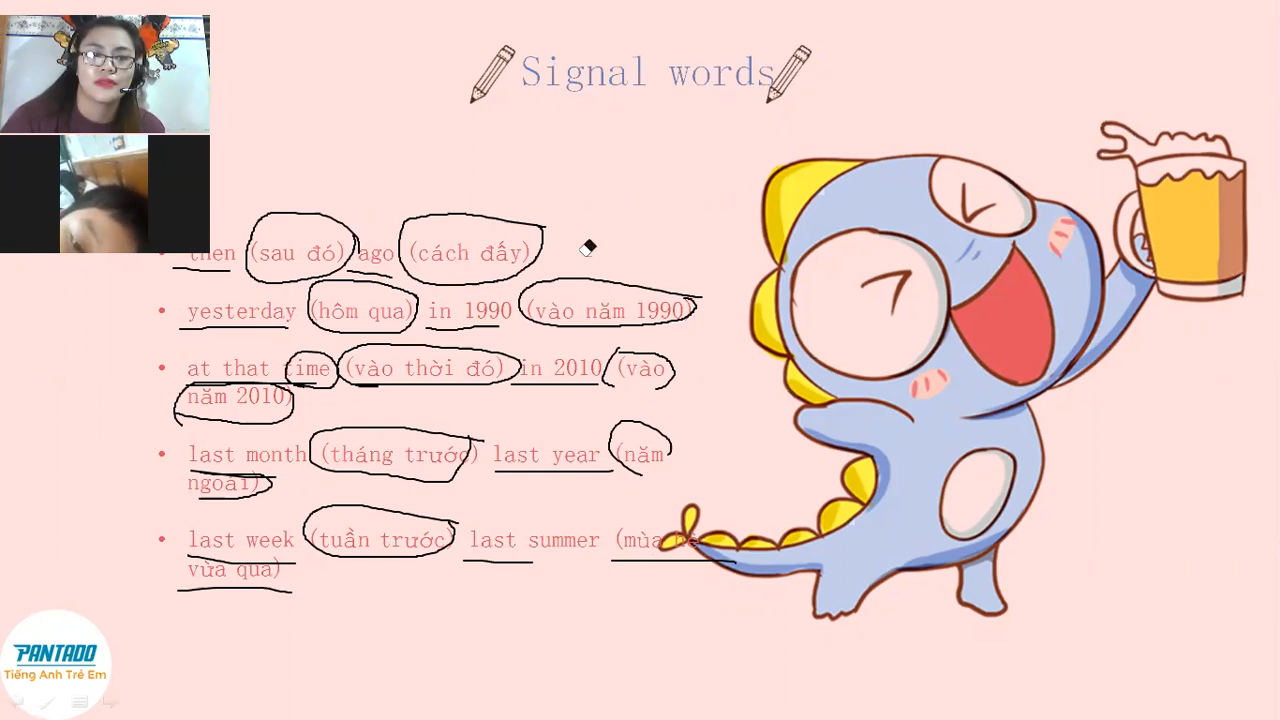 Signal words
then (sau đó) ago (cách đấy)
yesterday (hôm qua) in 1990 (vào năm 1990)
at that time (vào thời đó) in 2010 (vào
năm 2010)
last month (tháng trước) last year (năm
ngoái)
last week (tuần trước) last summer (mùa hè
vừa qua)
PANTADO
Tiếng Anh Trẻ Em